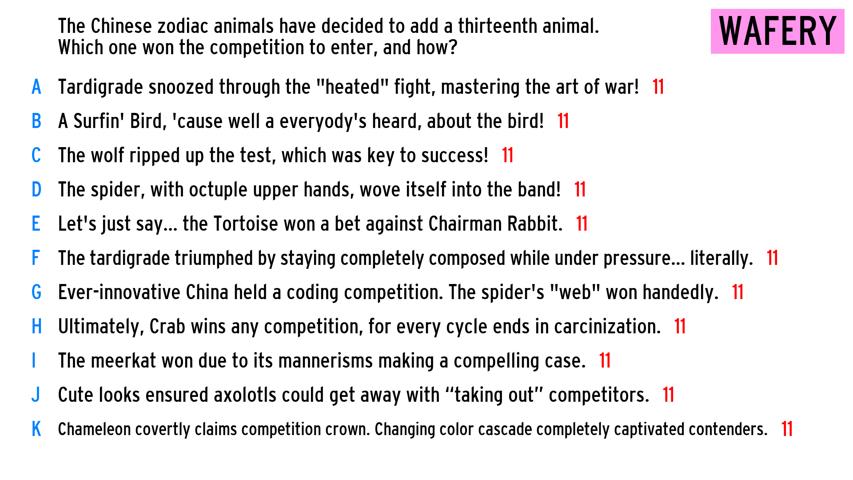 The Chinese zodiac animals have decided to add a thirteenth animal.
Which one won the competition to enter, and how?
WAFERY
A Tardigrade snoozed through the "heated" fight, mastering the art of war! 11
B A Surfin' Bird, 'cause well a everyody's heard, about the bird! 11
C The wolf ripped up the test, which was key to success! 11
D The spider, with octuple upper hands, wove itself into the band! 11
E Let's just say... the Tortoise won a bet against Chairman Rabbit. 11
F The tardigrade triumphed by staying completely composed while under pressure... literally. 11
G Ever-innovative China held a coding competition. The spider's "web" won handedly. 11
H Ultimately, Crab wins any competition, for every cycle ends in carcinization. 11
I The meerkat won due to its mannerisms making a compelling case. 11
J Cute looks ensured axolotls could get away with “taking out” competitors. 11
K Chameleon covertly claims competition crown. Changing color cascade completely captivated contenders. 11